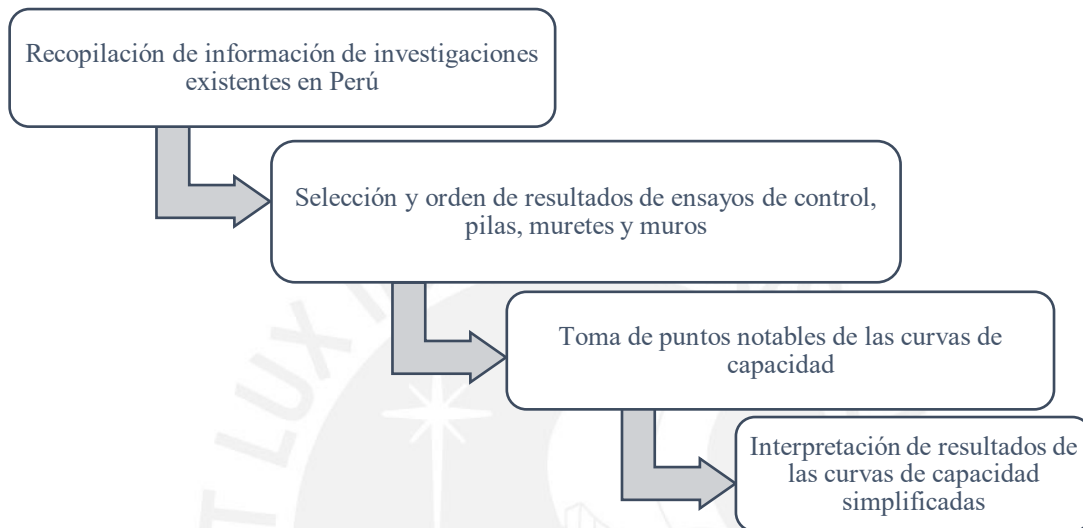 Recopilación de información de investigaciones
existentes en Perú
Selección y orden de resultados de ensayos de control,
pilas, muretes y muros
Toma de puntos notables de las curvas de
capacidad
Interpretación de resultados de
las curvas de capacidad
simplificadas
LUX